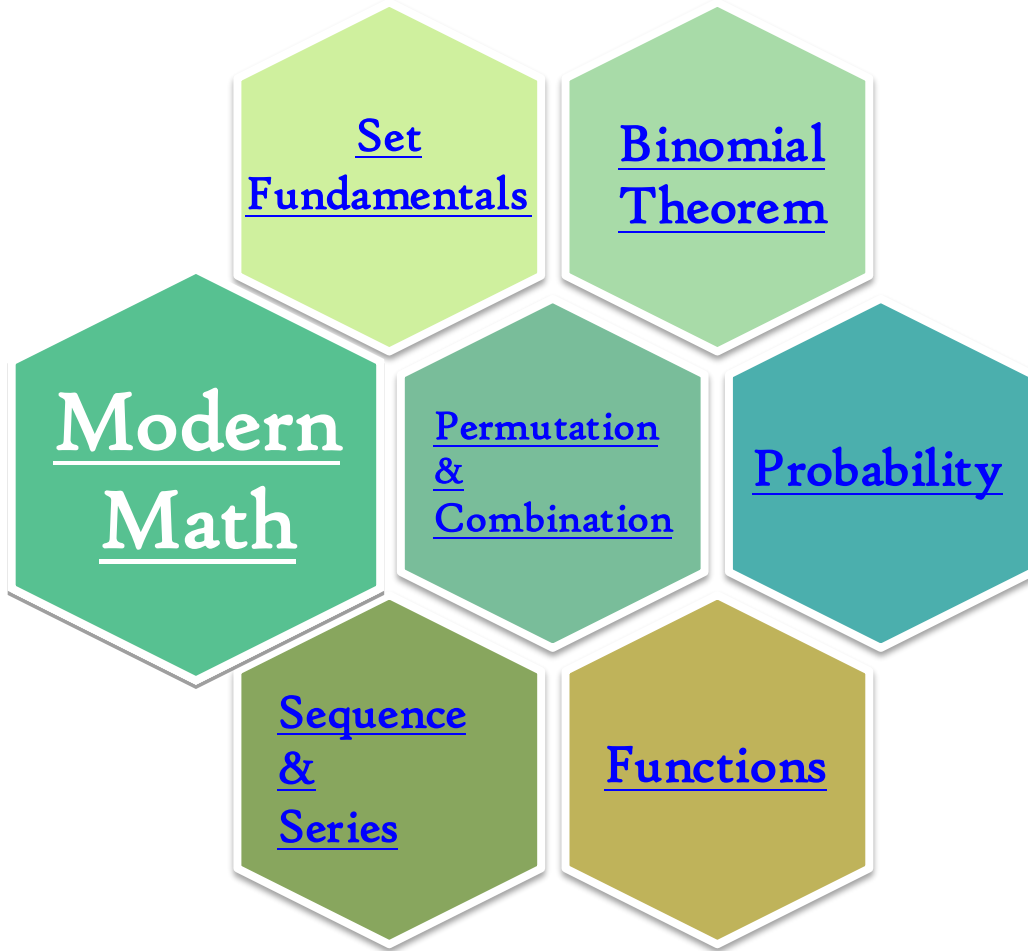 Set
Fundamentals
Binomial
Theorem
Modern
Math
Permutation
&
Combination
Probability
Sequence
&
Series
Functions